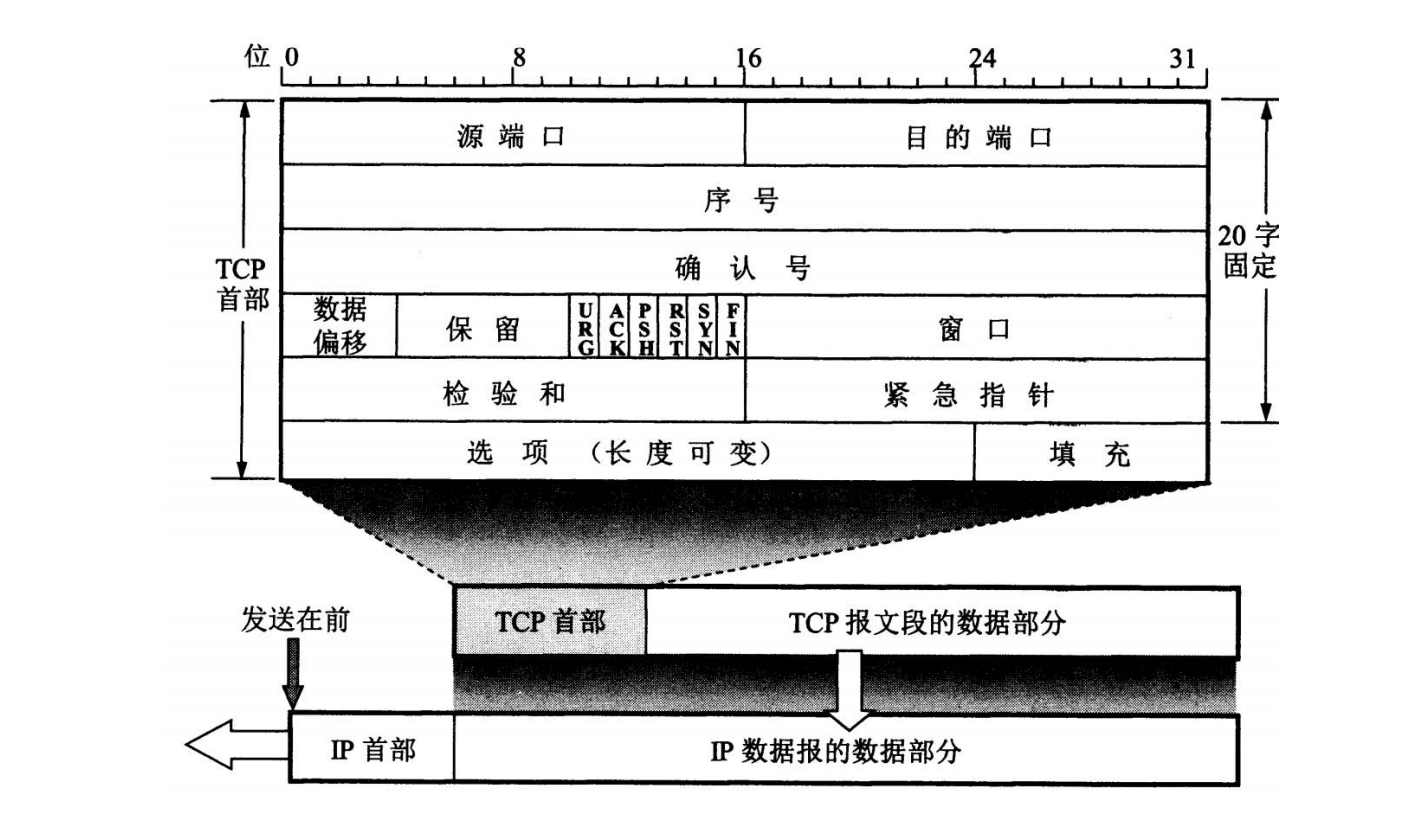 位 0 8 16 24 31
源端口 目的端口
序号
确认号
TCP
首部
20 字
固定
数据
偏移
保留
URG
ACK
PSH
RST
SYN
FIN
窗口
检验和 紧急指针
选项（长度可变） 填充
发送在前
TCP 首部 TCP 报文段的数据部分
IP 首部 IP 数据报的数据部分